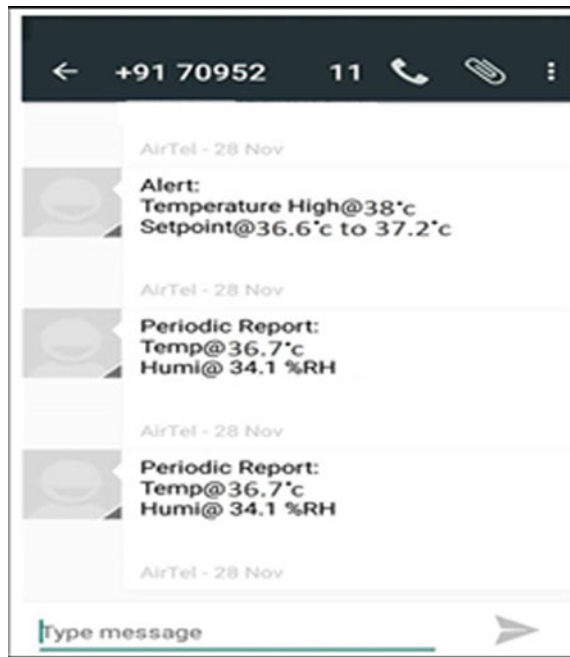 +91 70952 11
AirTel - 28 Nov
Alert:
Temperature High@38°c
Setpoint@36.6°c to 37.2°c
AirTel - 28 Nov
Periodic Report:
Temp@36.7°c
Humi@ 34.1 %RH
AirTel - 28 Nov
Periodic Report:
Temp@36.7°c
Humi@ 34.1 %RH
AirTel - 28 Nov
Type message